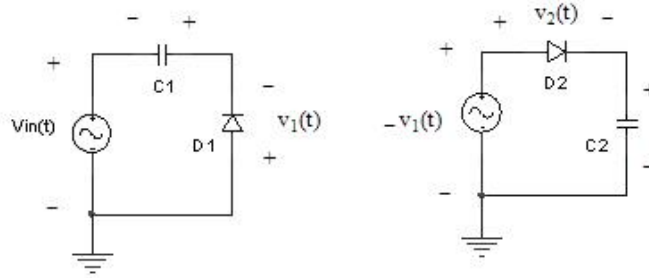 − +
+
C1
−
Vin(t)
D1
v₁(t)
−
+
v₂(t)
+ + −
D2
−v₁(t)
+
C2
−
−